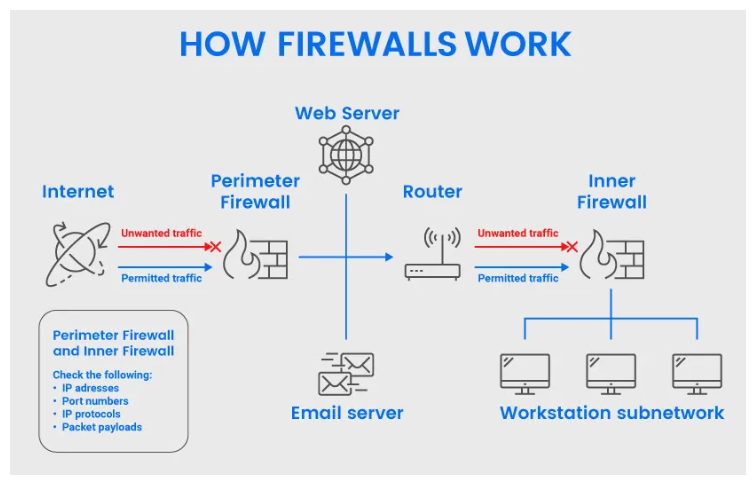 HOW FIREWALLS WORK
Web Server
Internet
Perimeter
Firewall
Router
Inner
Firewall
Unwanted traffic
Permitted traffic
Unwanted traffic
Permitted traffic
Perimeter Firewall
and Inner Firewall
Check the following:
• IP adresses
• Port numbers
• IP protocols
• Packet payloads
Email server
Workstation subnetwork